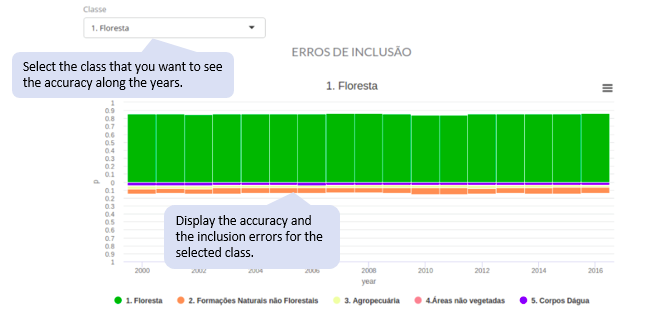 Classe
1. Floresta
Select the class that you want to see
the accuracy along the years.
ERROS DE INCLUSÃO
1. Floresta
1
0.9
0.8
0.7
0.6
0.5
0.4
0.3
0.2
0.1
0
0.1
0.2
0.3
0.4
0.5
0.6
0.7
0.8
0.9
1
p
Display the accuracy and
the inclusion errors for the
selected class.
2000 2002 2004 2006 2008 2010 2012 2014 2016
year
1. Floresta 2. Formações Naturais não Florestais 3. Agropecuária 4.Áreas não vegetadas 5. Corpos Dágua